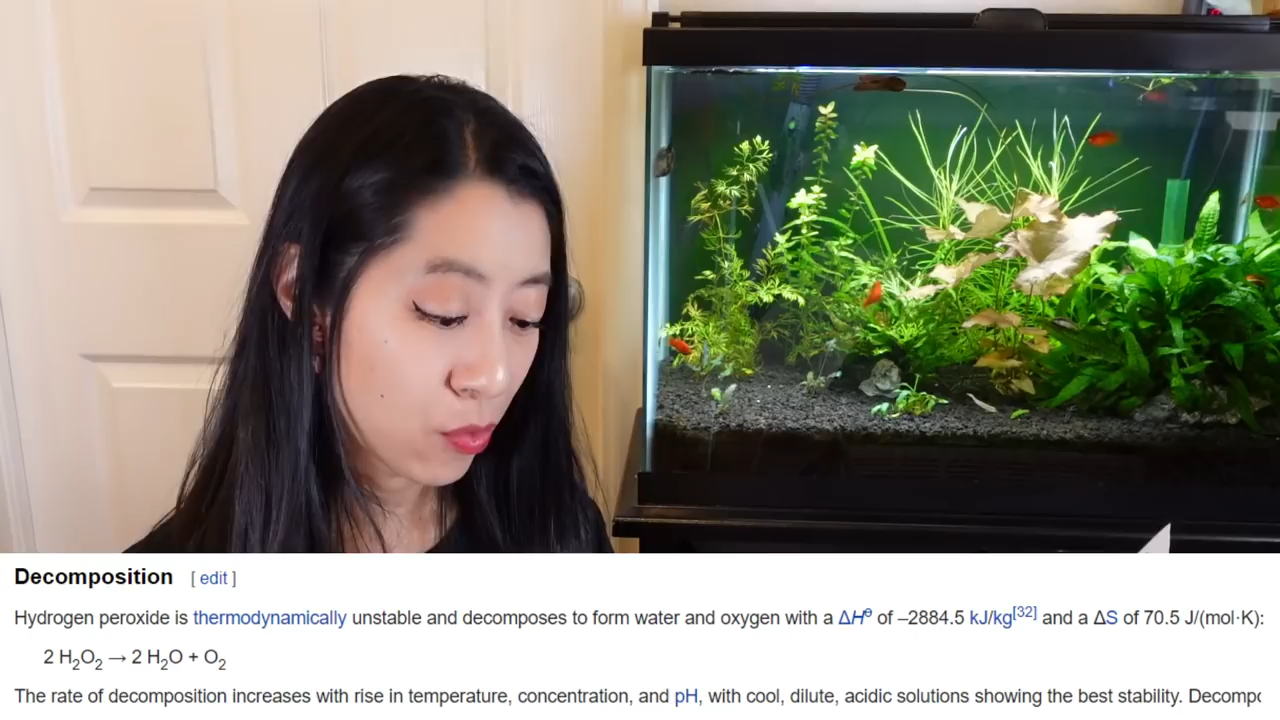 Decomposition [ edit ]
Hydrogen peroxide is thermodynamically unstable and decomposes to form water and oxygen with a ΔH⊖ of –2884.5 kJ/kg[32] and a ΔS of 70.5 J/(mol·K):
2 H₂O₂ → 2 H₂O + O₂
The rate of decomposition increases with rise in temperature, concentration, and pH, with cool, dilute, acidic solutions showing the best stability. Decompo